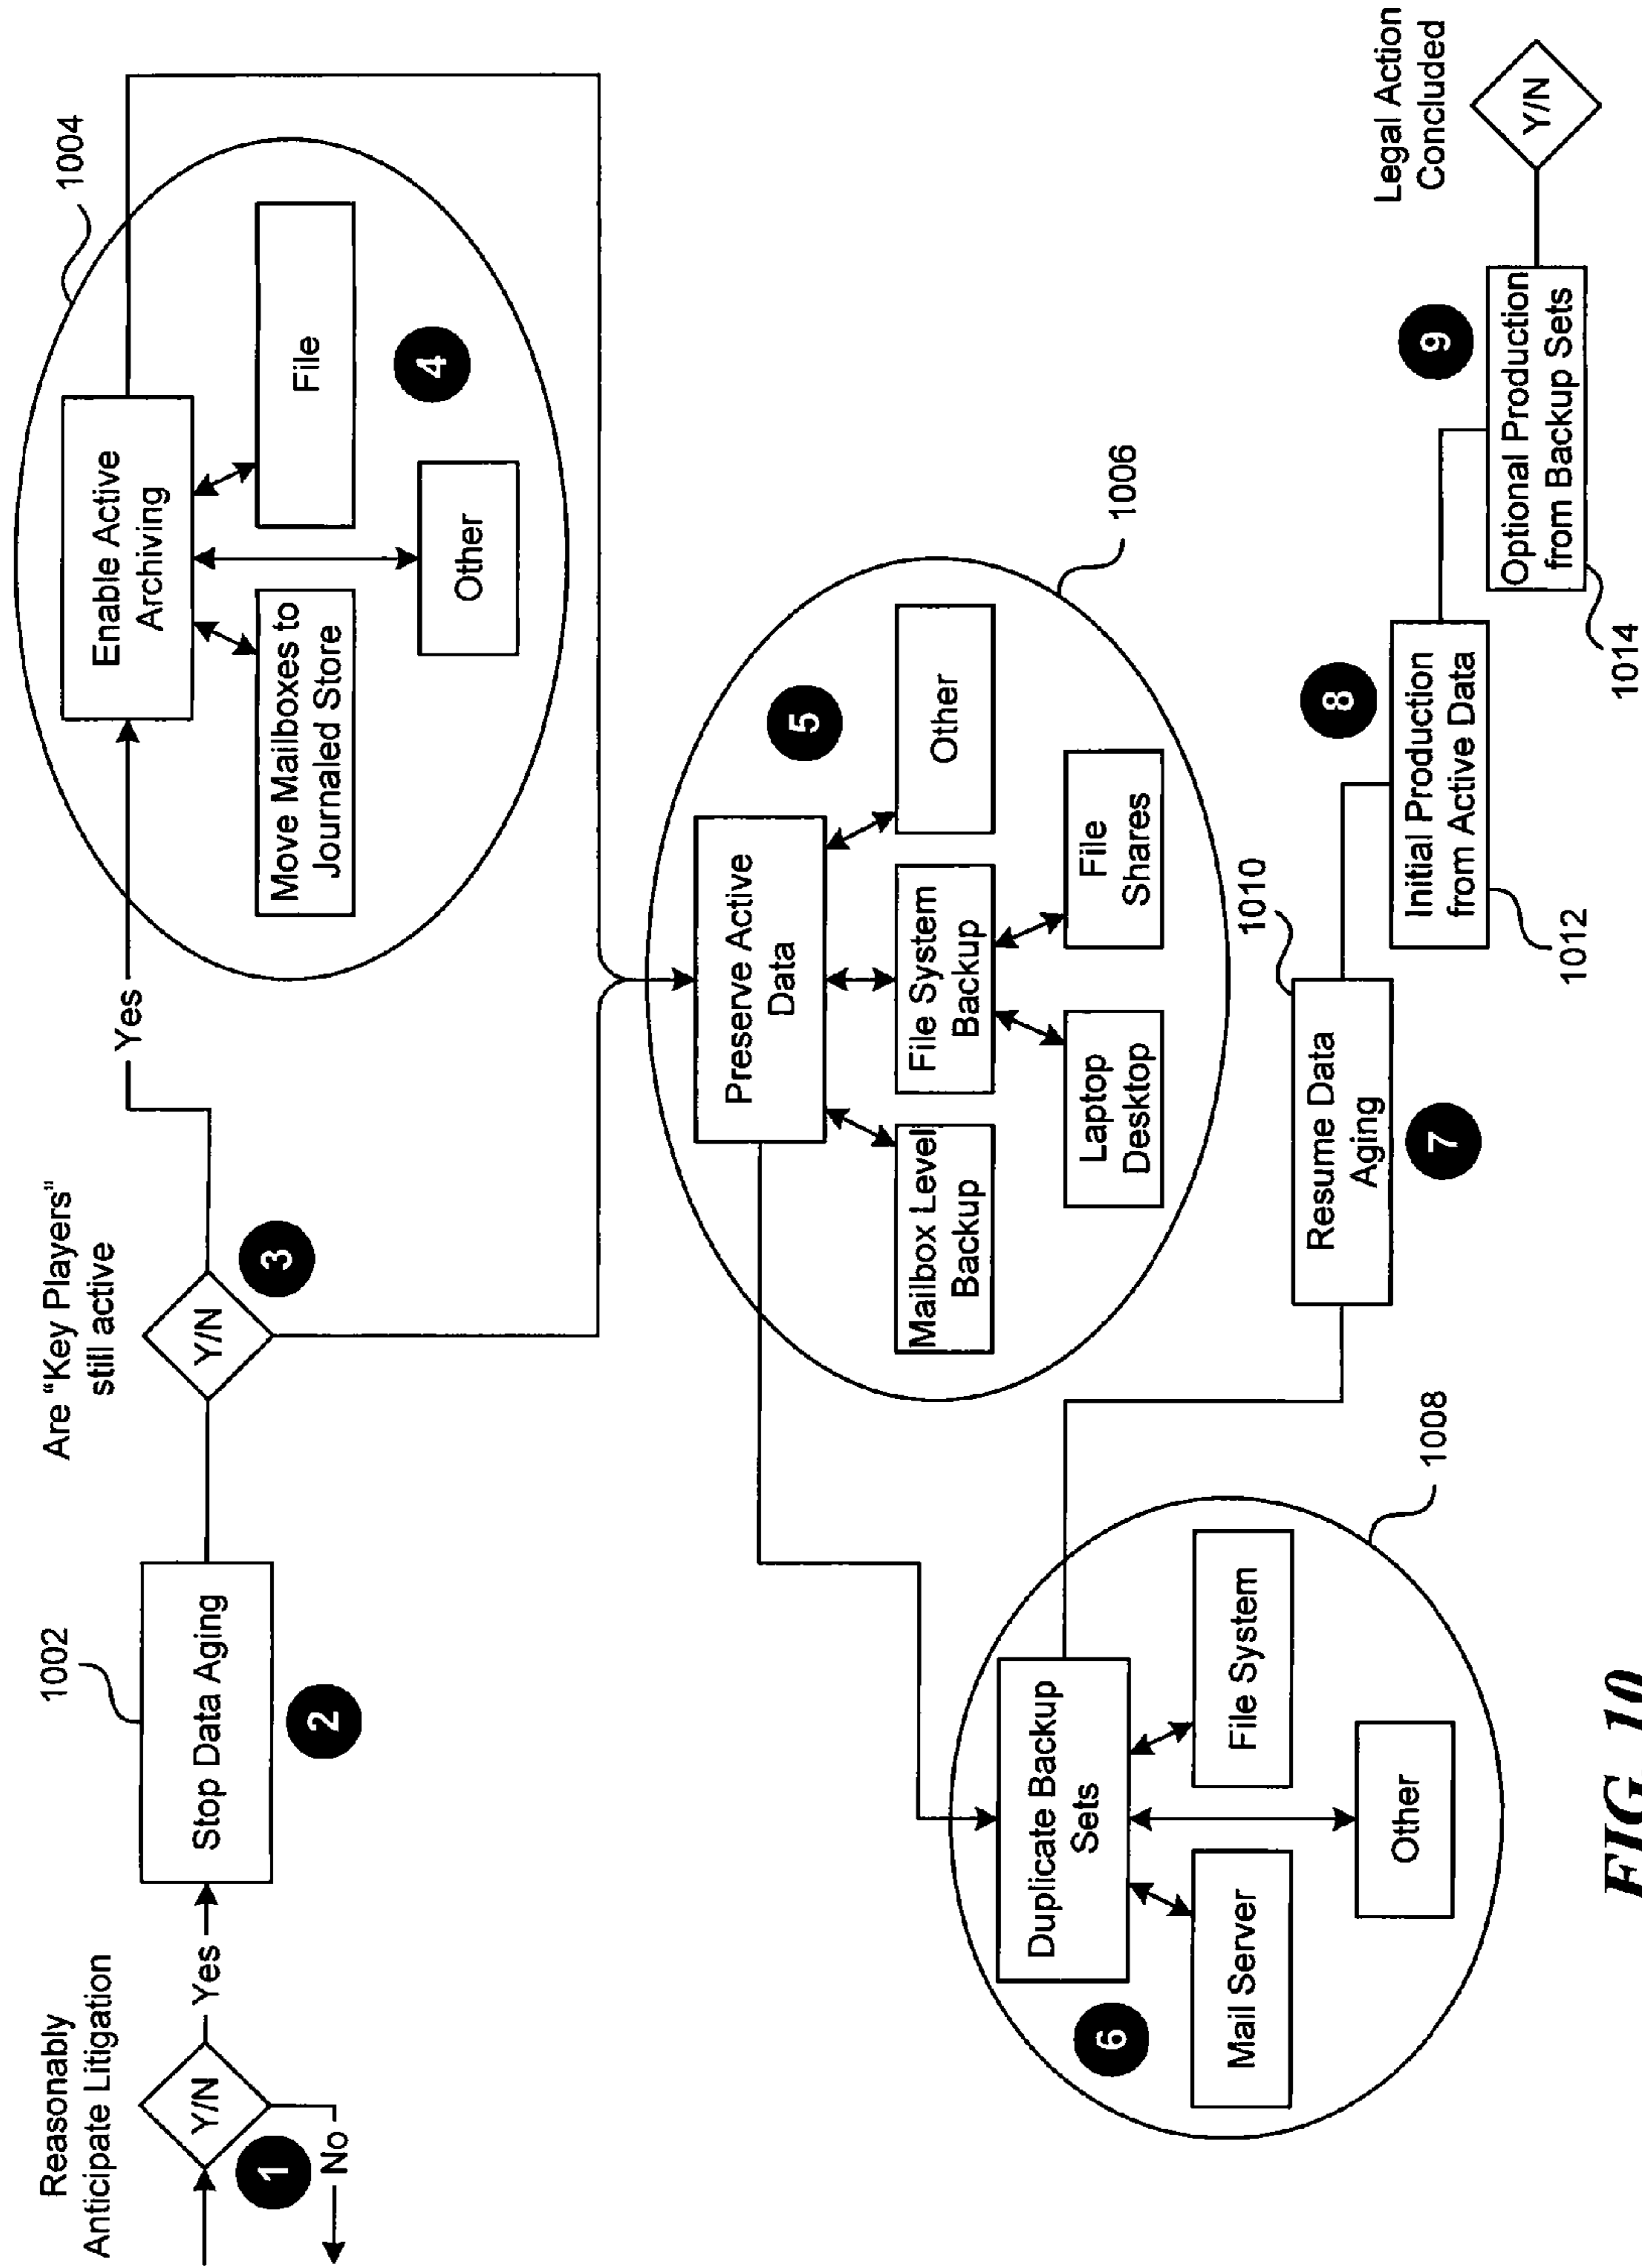 Reasonably
Anticipate Litigation
Y/N
Yes
No
1
1002
Stop Data Aging
2
Are "Key Players"
still active
Y/N
3
Yes
1004
Enable Active
Archiving
Move Mailboxes to
Journaled Store
File
Other
4
1006
Preserve Active
Data
5
Mailbox Level
Backup
File System
Backup
Other
Laptop
Desktop
File
Shares
1008
6
Duplicate Backup
Sets
Mail Server
File System
Other
1010
Resume Data
Aging
7
8
Initial Production
from Active Data
1012
9
Optional Production
from Backup Sets
1014
Legal Action
Concluded
Y/N
FIG. 10